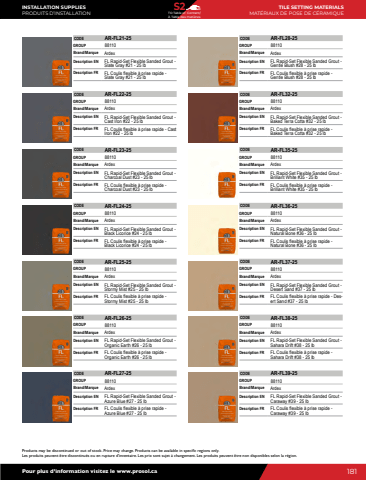 INSTALLATION SUPPLIES
PRODUITS D'INSTALLATION
S2
TILE SETTING MATERIALS
MATÉRIAUX DE POSE DE CÉRAMIQUE
CODE AR-FL21-25
GROUP SB110
Brand/Marque Ardex
Description EN FL Rapid-Set Flexible Sanded Grout -
Slate Gray #21 - 25 lb
Description FR FL Coulis flexible à prise rapide -
Slate Gray #21 - 25 lb
CODE AR-FL22-25
GROUP SB110
Brand/Marque Ardex
Description EN FL Rapid-Set Flexible Sanded Grout -
Cast Iron #22 - 25 lb
Description FR FL Coulis flexible à prise rapide - Cast
Iron #22 - 25 lb
CODE AR-FL23-25
GROUP SB110
Brand/Marque Ardex
Description EN FL Rapid-Set Flexible Sanded Grout -
Charcoal Dust #23 - 25 lb
Description FR FL Coulis flexible à prise rapide -
Charcoal Dust #23 - 25 lb
CODE AR-FL24-25
GROUP SB110
Brand/Marque Ardex
Description EN FL Rapid-Set Flexible Sanded Grout -
Black Licorice #24 - 25 lb
Description FR FL Coulis flexible à prise rapide -
Black Licorice #24 - 25 lb
CODE AR-FL25-25
GROUP SB110
Brand/Marque Ardex
Description EN FL Rapid-Set Flexible Sanded Grout -
Stormy Mist #25 - 25 lb
Description FR FL Coulis flexible à prise rapide -
Stormy Mist #25 - 25 lb
CODE AR-FL26-25
GROUP SB110
Brand/Marque Ardex
Description EN FL Rapid-Set Flexible Sanded Grout -
Organic Earth #26 - 25 lb
Description FR FL Coulis flexible à prise rapide -
Organic Earth #26 - 25 lb
CODE AR-FL27-25
GROUP SB110
Brand/Marque Ardex
Description EN FL Rapid-Set Flexible Sanded Grout -
Azure Blue #27 - 25 lb
Description FR FL Coulis flexible à prise rapide -
Azure Blue #27 - 25 lb
CODE AR-FL28-25
GROUP SB110
Brand/Marque Ardex
Description EN FL Rapid-Set Flexible Sanded Grout -
Gentle Blush #28 - 25 lb
Description FR FL Coulis flexible à prise rapide -
Gentle Blush #28 - 25 lb
CODE AR-FL32-25
GROUP SB110
Brand/Marque Ardex
Description EN FL Rapid-Set Flexible Sanded Grout -
Baked Terra Cotta #32 - 25 lb
Description FR FL Coulis flexible à prise rapide -
Baked Terra Cotta #32 - 25 lb
CODE AR-FL35-25
GROUP SB110
Brand/Marque Ardex
Description EN FL Rapid-Set Flexible Sanded Grout -
Brilliant White #35 - 25 lb
Description FR FL Coulis flexible à prise rapide -
Brilliant White #35 - 25 lb
CODE AR-FL36-25
GROUP SB110
Brand/Marque Ardex
Description EN FL Rapid-Set Flexible Sanded Grout -
Natural Bone #36 - 25 lb
Description FR FL Coulis flexible à prise rapide -
Natural Bone #36 - 25 lb
CODE AR-FL37-25
GROUP SB110
Brand/Marque Ardex
Description EN FL Rapid-Set Flexible Sanded Grout -
Desert Sand #37 - 25 lb
Description FR FL Coulis flexible à prise rapide - Des-
ert Sand #37 - 25 lb
CODE AR-FL38-25
GROUP SB110
Brand/Marque Ardex
Description EN FL Rapid-Set Flexible Sanded Grout -
Sahara Drift #38 - 25 lb
Description FR FL Coulis flexible à prise rapide -
Sahara Drift #38 - 25 lb
CODE AR-FL39-25
GROUP SB110
Brand/Marque Ardex
Description EN FL Rapid-Set Flexible Sanded Grout -
Caraway #39 - 25 lb
Description FR FL Coulis flexible à prise rapide -
Caraway #39 - 25 lb
Products may be discontinued or out of stock. Price may change. Products can be available in specific regions only.
Les produits peuvent être discontinués ou en rupture d'inventaire. Les prix sont sujet à changement. Les produits peuvent être non disponibles selon la région.
Pour plus d'information visitez le www.prosol.ca
181